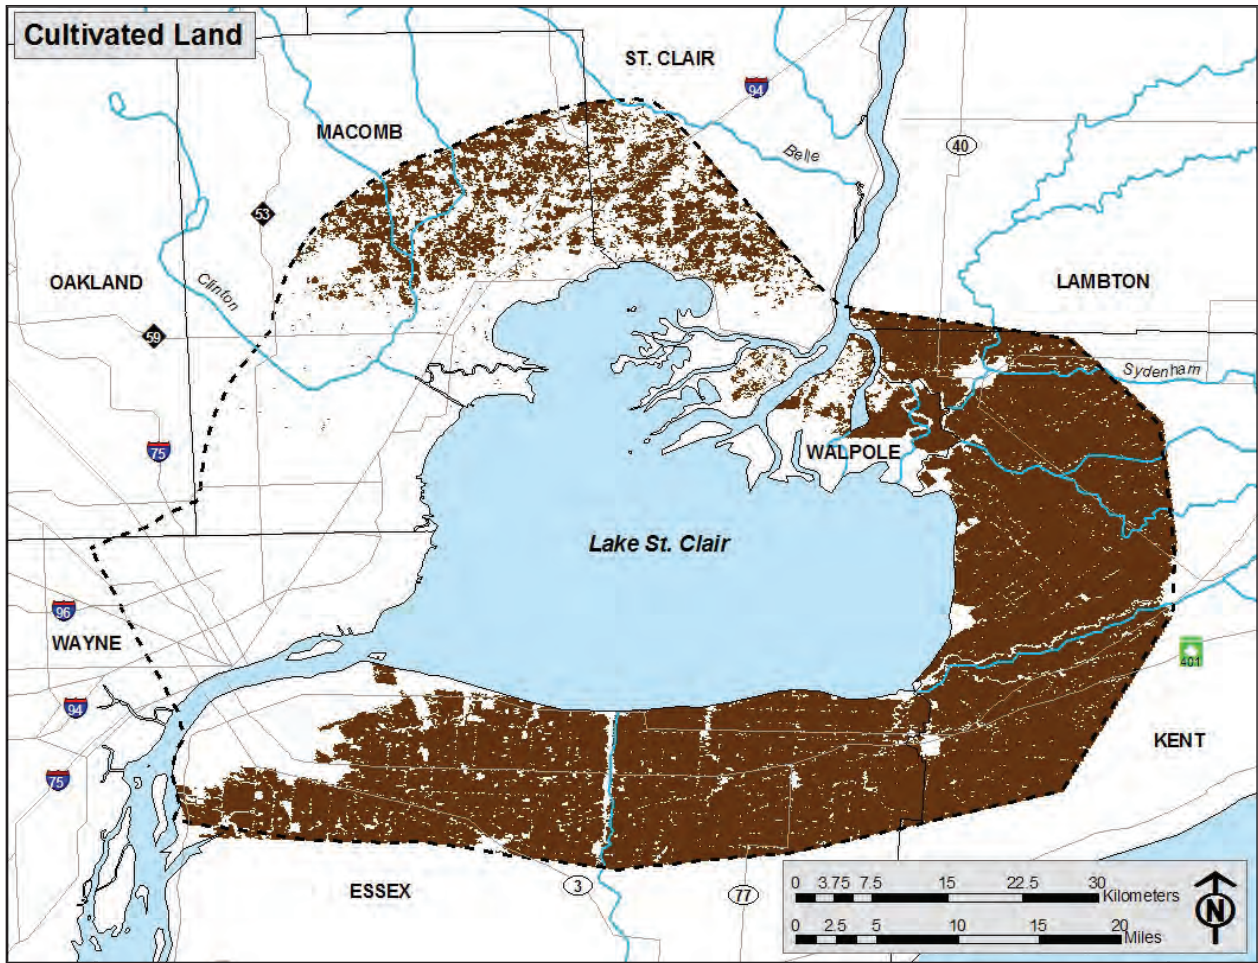 Cultivated Land
ST. CLAIR
94
MACOMB
Belle
40
53
OAKLAND
Clinton
LAMBTON
59
Sydenham
75
WALPOLE
Lake St. Clair
96
WAYNE
401
94
KENT
75
ESSEX
3
77
0 3.75 7.5 15 22.5 30
Kilometers
0 2.5 5 10 15 20
Miles
N